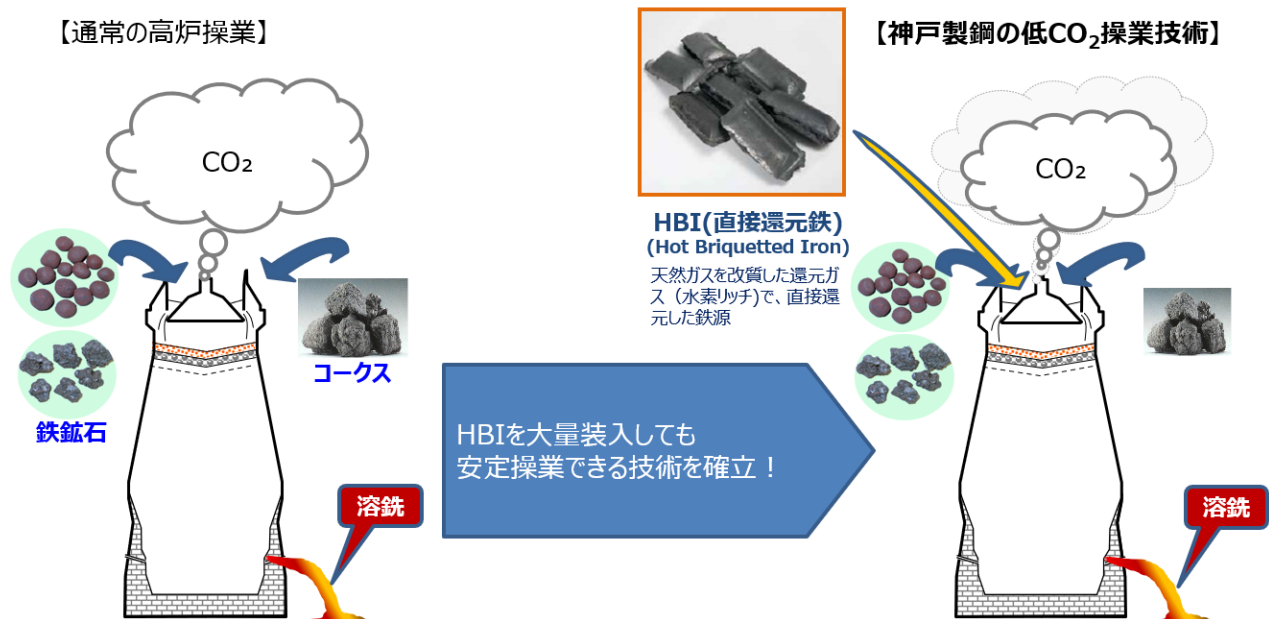 【通常の高炉操業】
CO₂
鉄鉱石
コークス
溶銑
HBIを大量装入しても
安定操業できる技術を確立！
HBI(直接還元鉄)
(Hot Briquetted Iron)
天然ガスを改質した還元ガ
ス（水素リッチ)で、直接還
元した鉄源
【神戸製鋼の低CO₂操業技術】
CO₂
溶銑